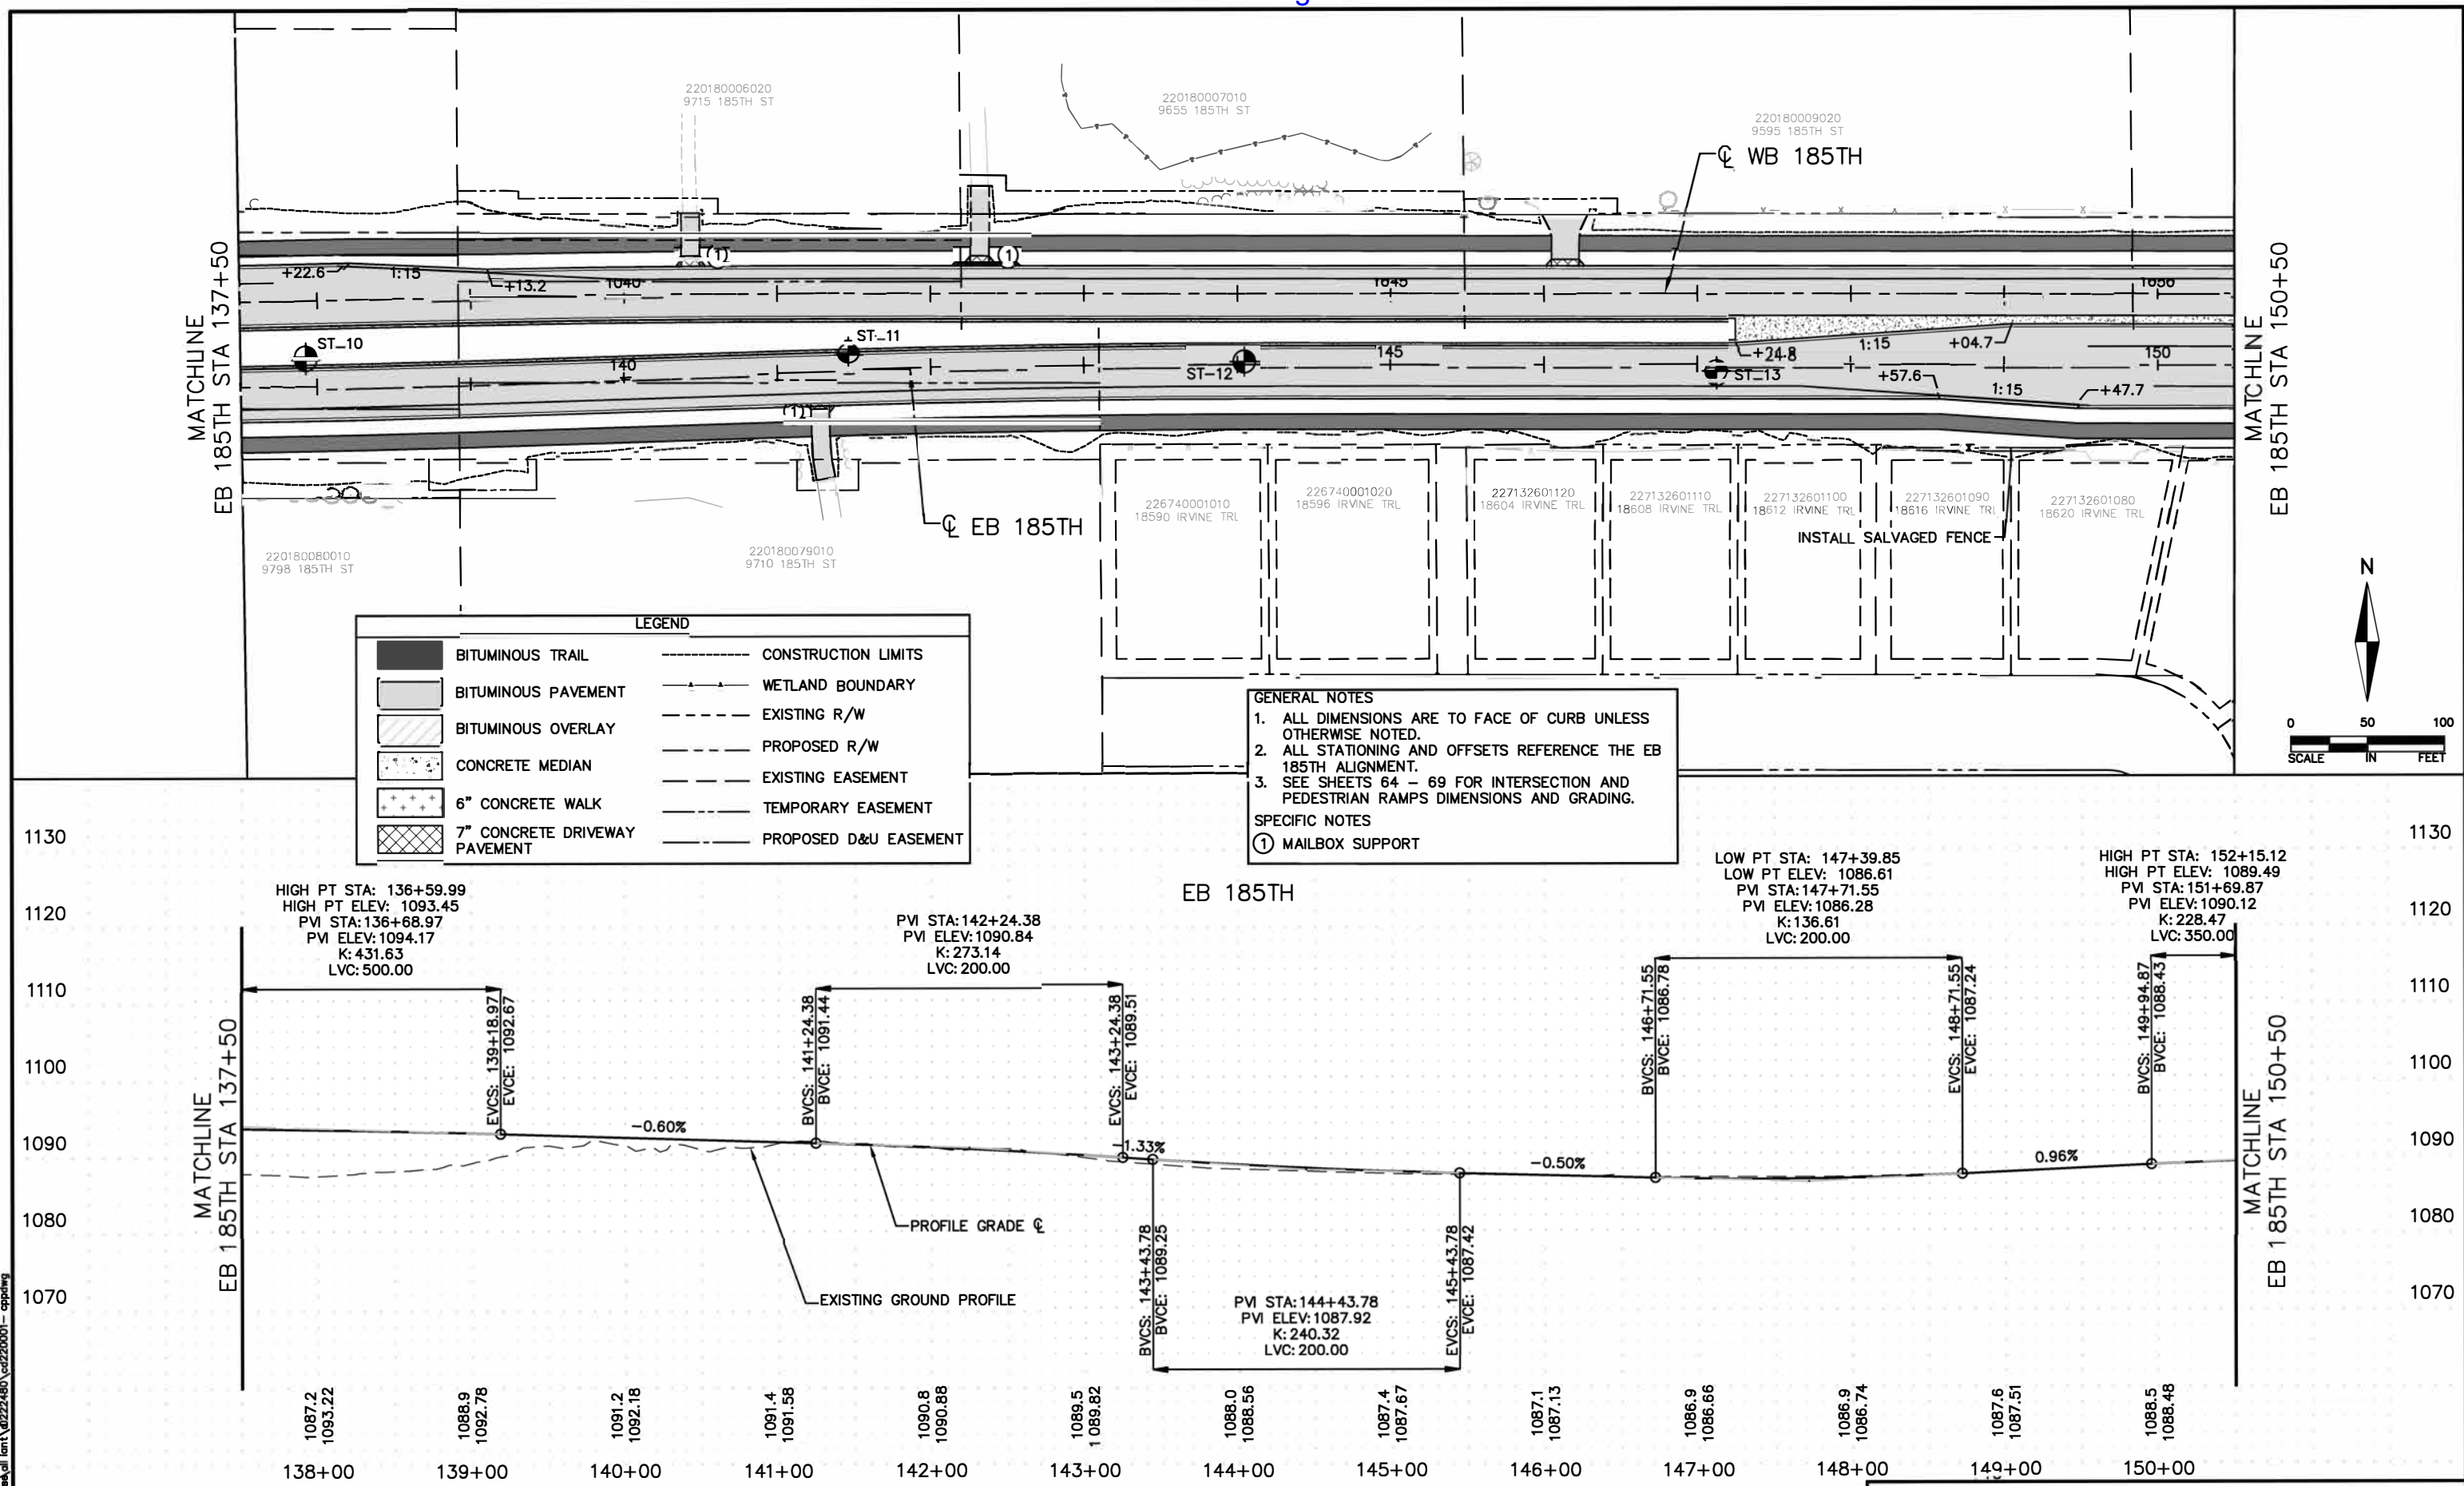 220180006020
9715 185TH ST
220180007010
9655 185TH ST
220180009020
9595 185TH ST
℄ WB 185TH
MATCHLINE
EB 185TH STA 137+50
+22.6
1:15
+13.2
1040
1045
1050
(1)
1
ST-10
ST-11
ST-12
ST-13
140
145
150
+24.8
1:15
+04.7
+57.6
1:15
+47.7
(1)
MATCHLINE
EB 185TH STA 150+50
℄ EB 185TH
220180080010
9798 185TH ST
220180079010
9710 185TH ST
226740001010
18590 IRVINE TRL
226740001020
18596 IRVINE TRL
227132601120
18604 IRVINE TRL
227132601110
18608 IRVINE TRL
227132601100
18612 IRVINE TRL
227132601090
18616 IRVINE TRL
227132601080
18620 IRVINE TRL
INSTALL SALVAGED FENCE
N
0 50 100
SCALE IN FEET
LEGEND
BITUMINOUS TRAIL
BITUMINOUS PAVEMENT
BITUMINOUS OVERLAY
CONCRETE MEDIAN
6" CONCRETE WALK
7" CONCRETE DRIVEWAY
PAVEMENT
CONSTRUCTION LIMITS
WETLAND BOUNDARY
EXISTING R/W
PROPOSED R/W
EXISTING EASEMENT
TEMPORARY EASEMENT
PROPOSED D&U EASEMENT
GENERAL NOTES
1. ALL DIMENSIONS ARE TO FACE OF CURB UNLESS
OTHERWISE NOTED.
2. ALL STATIONING AND OFFSETS REFERENCE THE EB
185TH ALIGNMENT.
3. SEE SHEETS 64 - 69 FOR INTERSECTION AND
PEDESTRIAN RAMPS DIMENSIONS AND GRADING.
SPECIFIC NOTES
1 MAILBOX SUPPORT
EB 185TH
1130
1120
1110
1100
1090
1080
1070
1130
1120
1110
1100
1090
1080
1070
MATCHLINE
EB 185TH STA 137+50
HIGH PT STA: 136+59.99
HIGH PT ELEV: 1093.45
PVI STA:136+68.97
PVI ELEV:1094.17
K:431.63
LVC:500.00
EVCS: 139+18.97
EVCE: 1092.67
-0.60%
PVI STA:142+24.38
PVI ELEV:1090.84
K:273.14
LVC:200.00
BVCS: 141+24.38
BVCE: 1091.44
EVCS: 143+24.38
EVCE: 1089.51
-1.33%
BVCS: 143+43.78
BVCE: 1089.25
PVI STA:144+43.78
PVI ELEV:1087.92
K:240.32
LVC:200.00
EVCS: 145+43.78
EVCE: 1087.42
-0.50%
LOW PT STA: 147+39.85
LOW PT ELEV: 1086.61
PVI STA:147+71.55
PVI ELEV:1086.28
K:136.61
LVC:200.00
BVCS: 146+71.55
BVCE: 1086.78
EVCS: 148+71.55
EVCE: 1087.24
0.96%
HIGH PT STA: 152+15.12
HIGH PT ELEV: 1089.49
PVI STA:151+69.87
PVI ELEV:1090.12
K:228.47
LVC:350.00
BVCS: 149+94.87
BVCE: 1088.43
PROFILE GRADE ℄
EXISTING GROUND PROFILE
MATCHLINE
EB 185TH STA 150+50
1087.2
1093.22
1088.9
1092.78
1091.2
1092.18
1091.4
1091.58
1090.8
1090.88
1089.5
1089.82
1088.0
1088.56
1087.4
1087.67
1087.1
1087.13
1086.9
1086.66
1086.9
1086.74
1087.6
1087.51
1088.5
1088.48
138+00 139+00 140+00 141+00 142+00 143+00 144+00 145+00 146+00 147+00 148+00 149+00 150+00